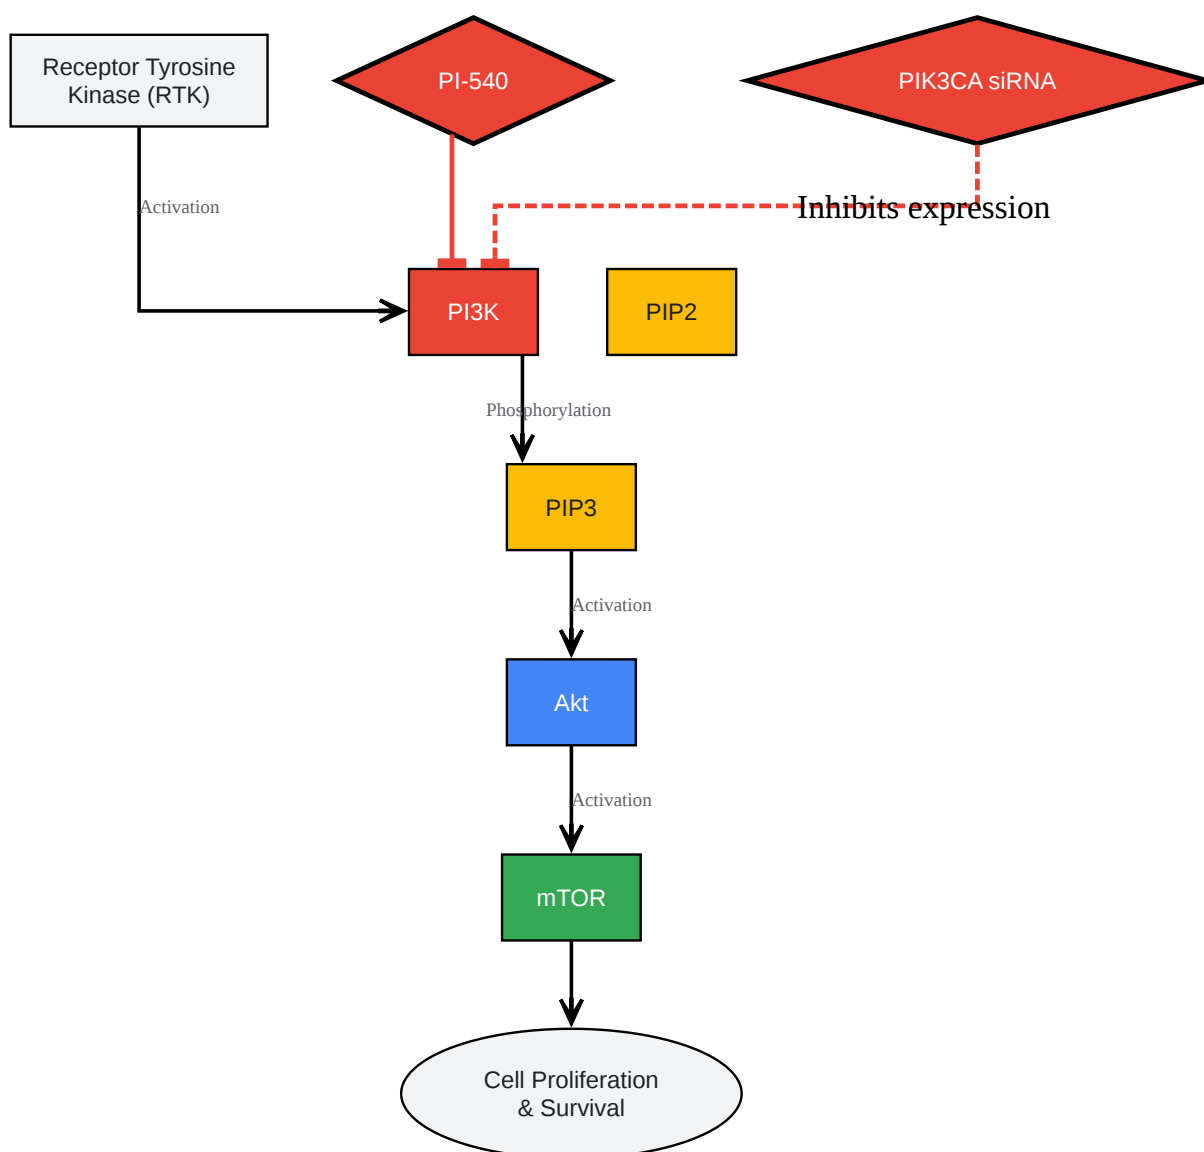 Receptor Tyrosine
Kinase (RTK)
PI-540
PIK3CA siRNA
Activation
Inhibits expression
PI3K
PIP2
Phosphorylation
PIP3
Activation
Akt
Activation
mTOR
Cell Proliferation
& Survival